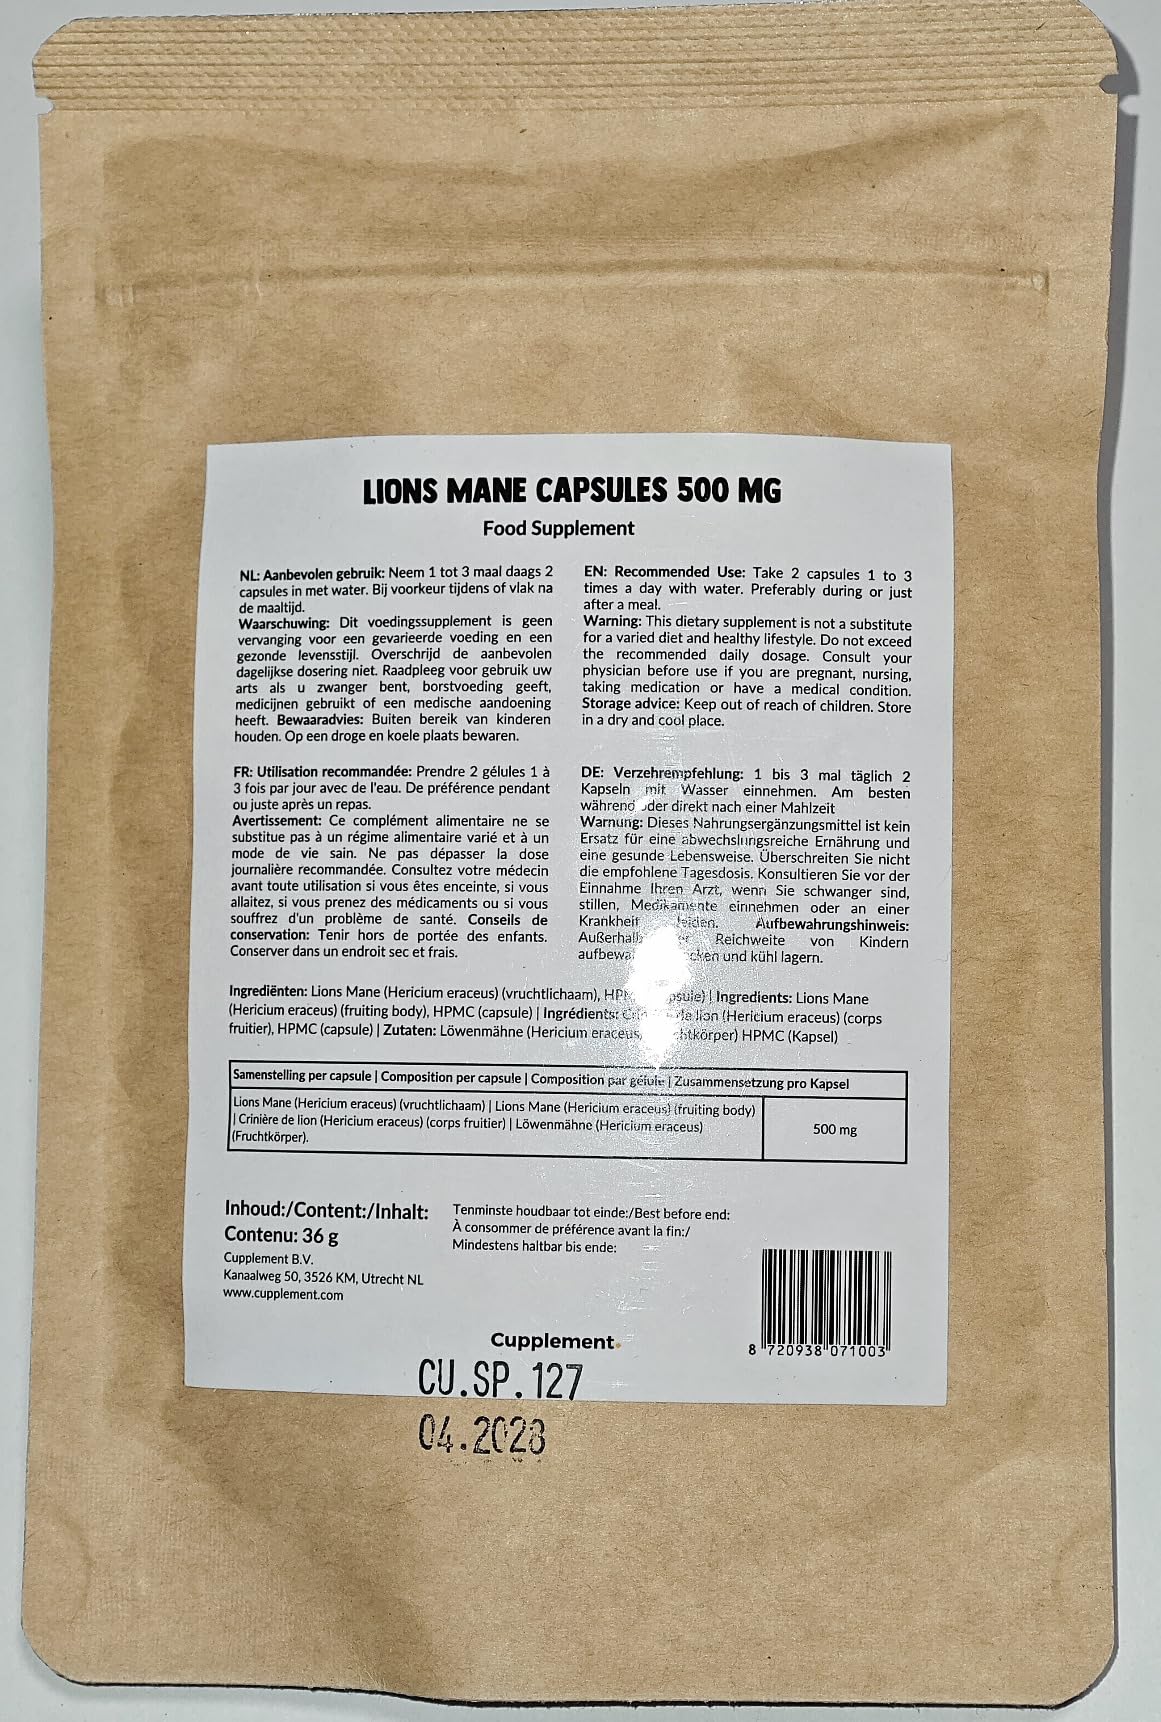 LIONS MANE CAPSULES 500 MG
Food Supplement
NL: Aanbevolen gebruik: Neem 1 tot 3 maal daags 2
capsules in met water. Bij voorkeur tijdens of vlak na
de maaltijd.
Waarschuwing: Dit voedingssupplement is geen
vervanging voor een gevarieerde voeding en een
gezonde levensstijl. Overschrijd de aanbevolen
dagelijkse dosering niet. Raadpleeg voor gebruik uw
arts als u zwanger bent, borstvoeding geeft,
medicijnen gebruikt of een medische aandoening
heeft. Bewaaradvies: Buiten bereik van kinderen
houden. Op een droge en koele plaats bewaren.
EN: Recommended Use: Take 2 capsules 1 to 3
times a day with water. Preferably during or just
after a meal.
Warning: This dietary supplement is not a substitute
for a varied diet and healthy lifestyle. Do not exceed
the recommended daily dosage. Consult your
physician before use if you are pregnant, nursing,
taking medication or have a medical condition.
Storage advice: Keep out of reach of children. Store
in a dry and cool place.
FR: Utilisation recommandée: Prendre 2 gélules 1 à
3 fois par jour avec de l'eau. De préférence pendant
ou juste après un repas.
Avertissement: Ce complément alimentaire ne se
substitue pas à un régime alimentaire varié et à un
mode de vie sain. Ne pas dépasser la dose
journalière recommandée. Consultez votre médecin
avant toute utilisation si vous êtes enceinte, si vous
allaitez, si vous prenez des médicaments ou si vous
souffrez d'un problème de santé. Conseils de
conservation: Tenir hors de portée des enfants.
Conserver dans un endroit sec et frais.
DE: Verzehrempfehlung: 1 bis 3 mal täglich 2
Kapseln mit Wasser einnehmen. Am besten
während oder direkt nach einer Mahlzeit
Warnung: Dieses Nahrungsergänzungsmittel ist kein
Ersatz für eine abwechslungsreiche Ernährung und
eine gesunde Lebensweise. Überschreiten Sie nicht
die empfohlene Tagesdosis. Konsultieren Sie vor der
Einnahme Ihren Arzt, wenn Sie schwanger sind,
stillen, Medikamente einnehmen oder an einer
Krankheit leiden. Aufbewahrungshinweis:
Reichweite von Kindern
und kühl lagern.
Ingrediënten: Lions Mane (Hericium eraceus) (vruchtlichaam), | Ingredients: Lions Mane
(Hericium eraceus) (fruiting body), HPMC (capsule) | Ingrédients: lion (Hericium eraceus) (corps
fruitier), HPMC (capsule) | Zutaten: Löwenmähne (Hericium eraceus, HPMC (Kapsel)
Samenstelling per capsule | Composition per capsule | Composition par gélule | Zusammensetzung pro Kapsel
Lions Mane (Hericium eraceus) (vruchtlichaam) | Lions Mane (Hericium eraceus) (fruiting body)
| Crinière de lion (Hericium eraceus) (corps fruitier) | Löwenmähne (Hericium eraceus)
(Fruchtkörper).
500 mg
Inhoud:/Content:/Inhalt:
Contenu: 36 g
Cupplement B.V.
Kanaalweg 50, 3526 KM, Utrecht NL
www.cupplement.com
Tenminste houdbaar tot einde:/Best before end:
À consommer de préférence avant la fin:/
Mindestens haltbar bis ende:
8 720938 071003
Cupplement.
CU.SP.127
04.2028